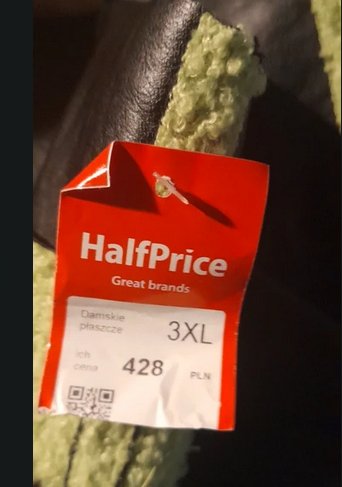 HalfPrice
Great brands
Damskie
płaszcze
3XL
ich
cena
428
PLN